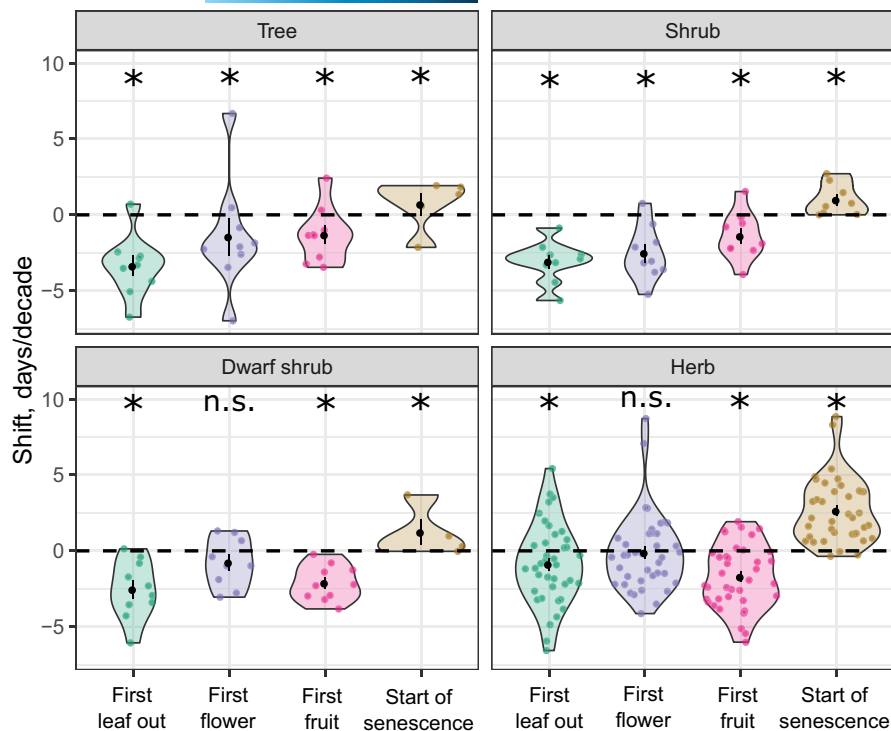 Tree
Shrub
10
* * * *
* * * *
5
0
−5
Dwarf shrub
Herb
10
* n.s. * *
* n.s. * *
5
0
−5
Shift, days/decade
First
leaf out
First
flower
First
fruit
Start of
senescence
First
leaf out
First
flower
First
fruit
Start of
senescence